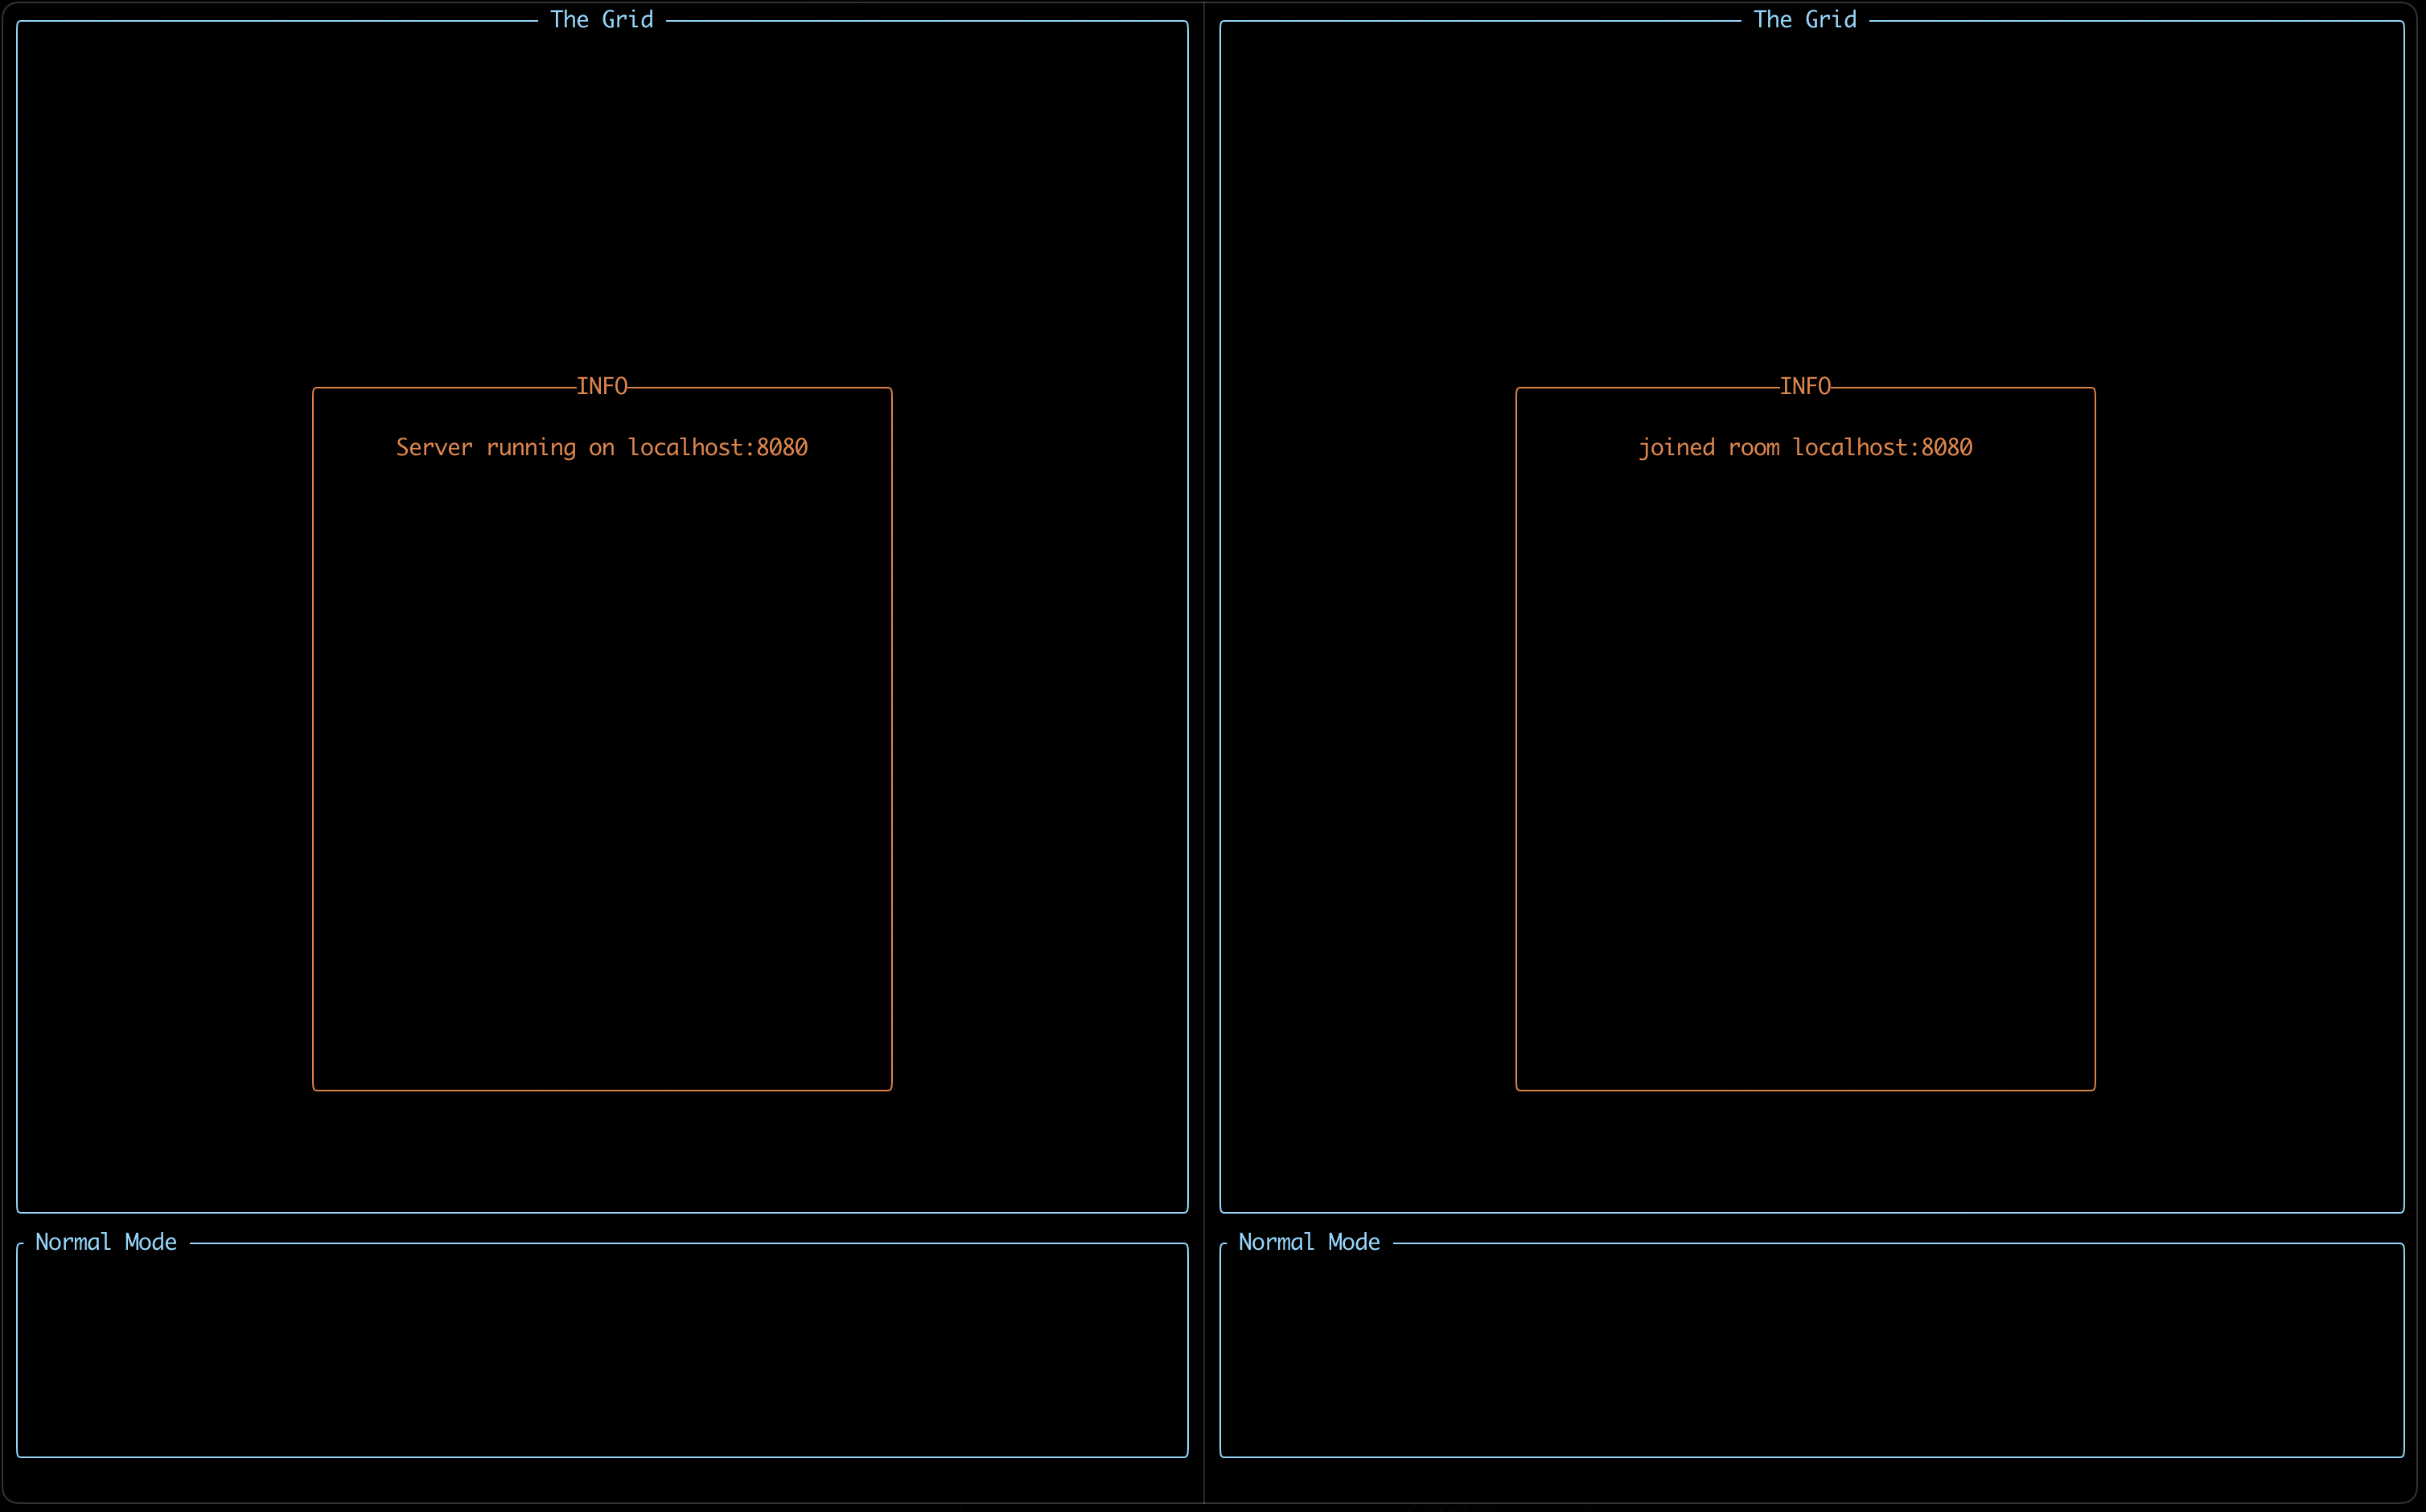 The Grid
INFO
Server running on localhost:8080
Normal Mode
The Grid
INFO
joined room localhost:8080
Normal Mode